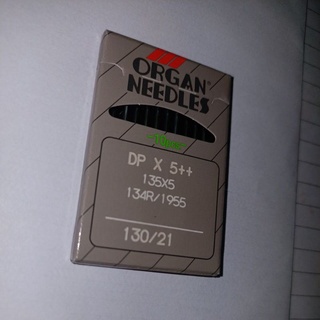 ORGAN®
NEEDLES
DP X 5++
135X5
134R/1955
130/21